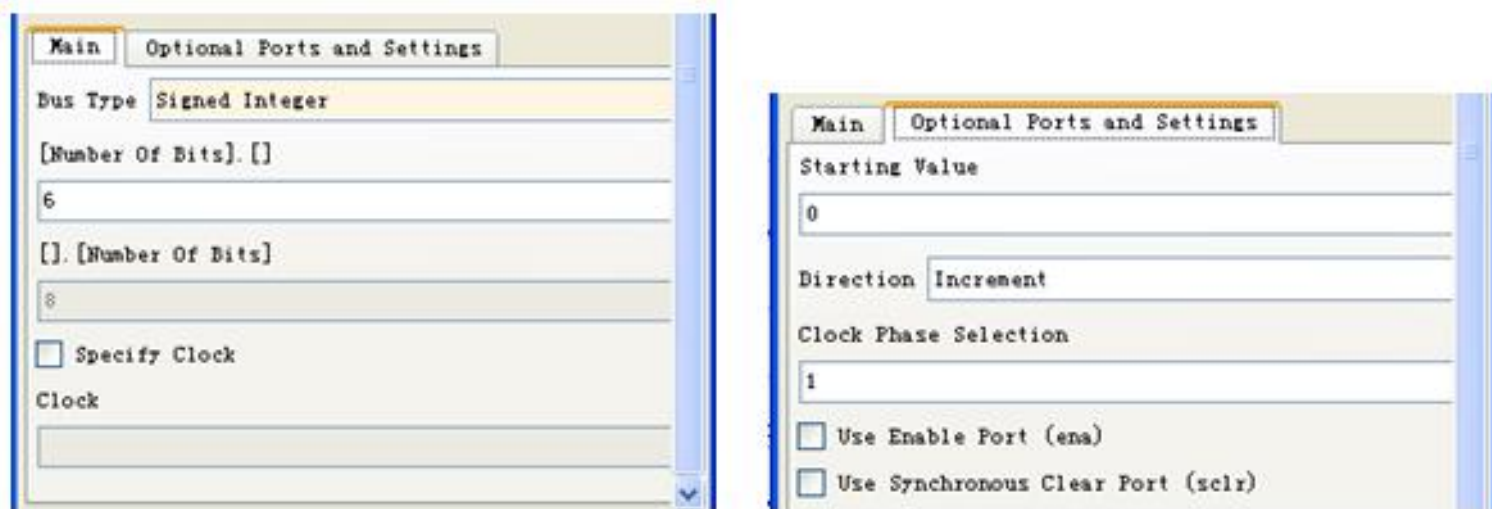 Main Optional Ports and Settings
Bus Type Signed Integer
[Number Of Bits].[]
6
[].[Number Of Bits]
8
Specify Clock
Clock
Main Optional Ports and Settings
Starting Value
0
Direction Increment
Clock Phase Selection
1
Use Enable Port (ena)
Use Synchronous Clear Port (sclr)